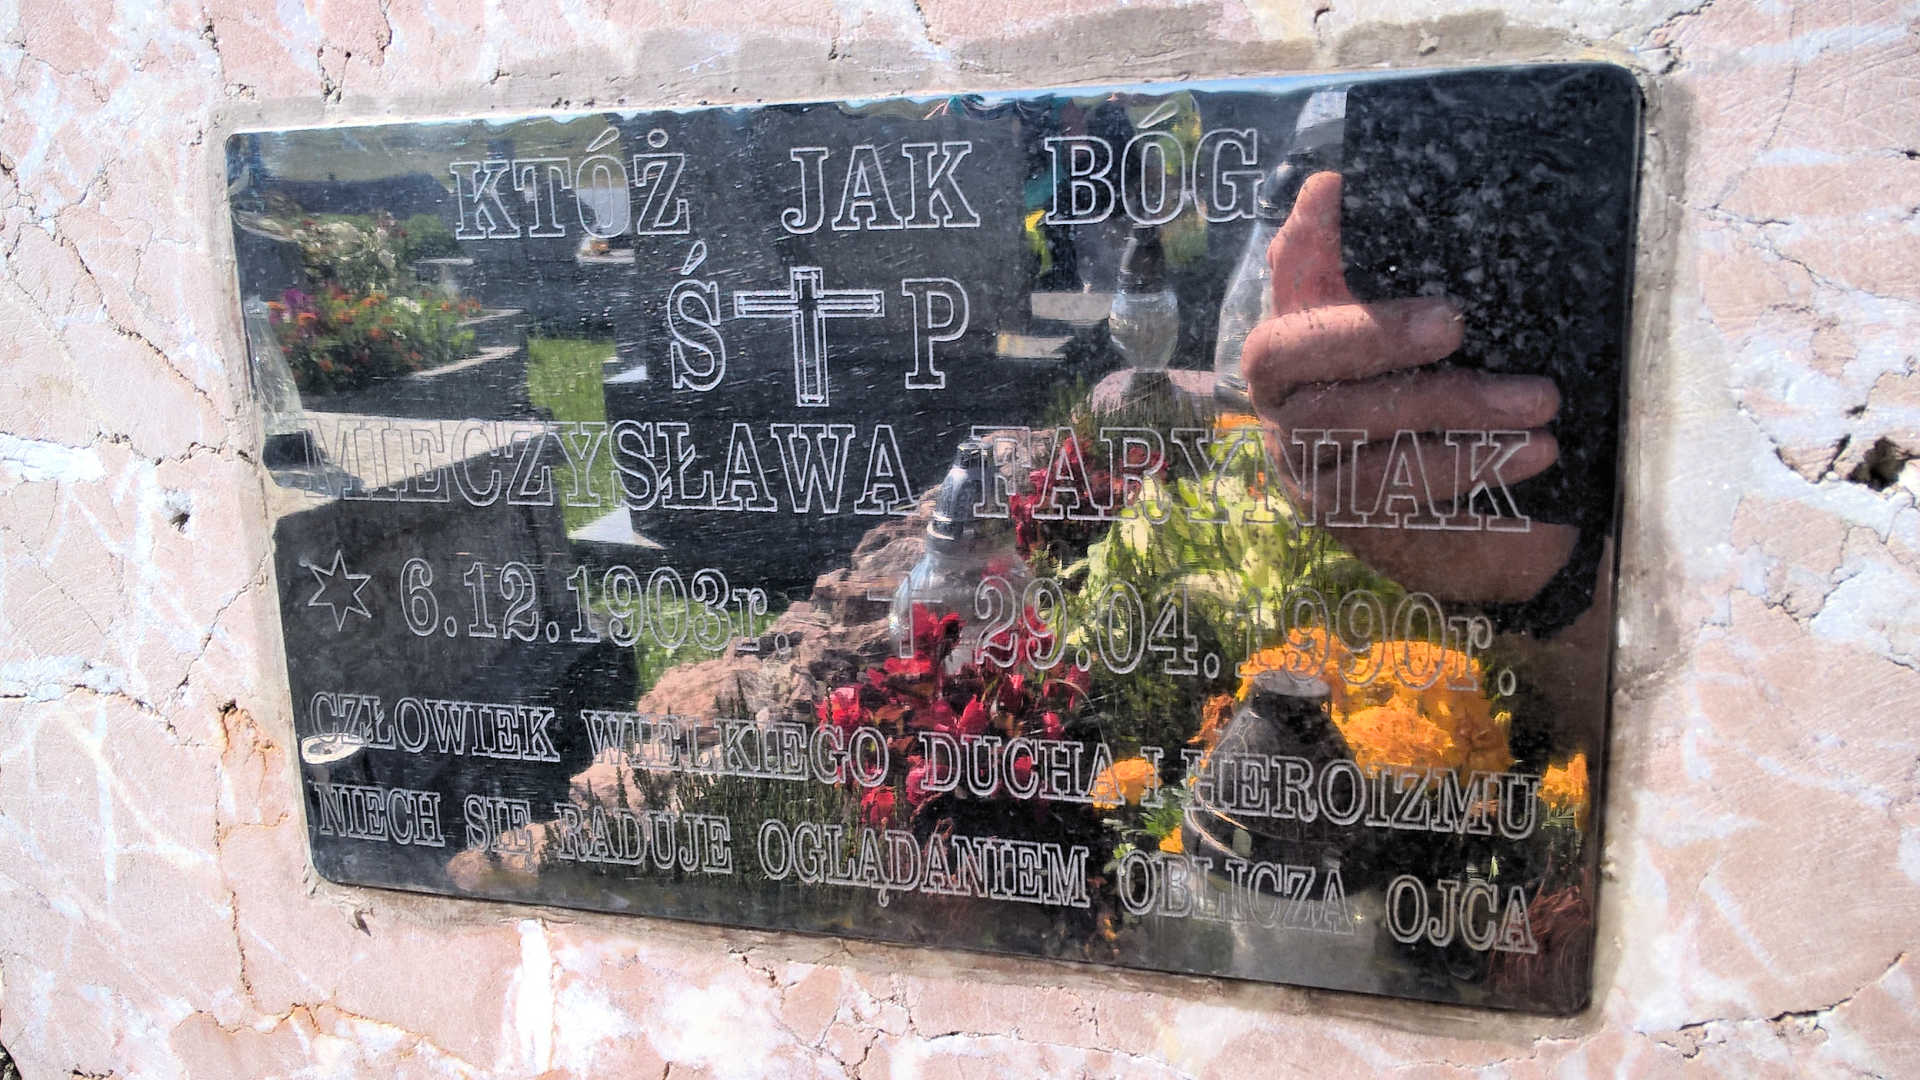 KTÓŻ JAK BÓG
Ś P
MIECZYSŁAWA FARYNIAK
6.12.1903r. † 29.04.1990r.
CZŁOWIEK WIELKIEGO DUCHA I HEROIZMU
NIECH SIĘ RADUJE OGLĄDANIEM OBLICZA OJCA